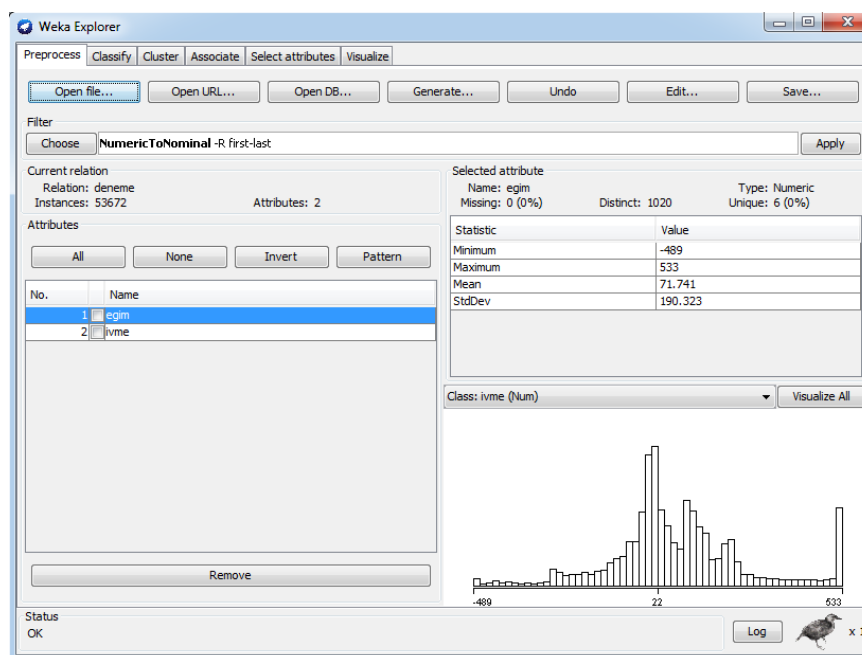 Weka Explorer
Preprocess Classify Cluster Associate Select attributes Visualize
Open file... Open URL... Open DB... Generate... Undo Edit... Save...
Filter
Choose NumericToNominal -R first-last Apply
Current relation
Relation: deneme
Instances: 53672 Attributes: 2
Attributes
All None Invert Pattern
No. Name
1 egim
2 ivme
Remove
Selected attribute
Name: egim Type: Numeric
Missing: 0 (0%) Distinct: 1020 Unique: 6 (0%)
Statistic Value
Minimum -489
Maximum 533
Mean 71.741
StdDev 190.323
Class: ivme (Num) Visualize All
-489 22 533
Status
OK Log x